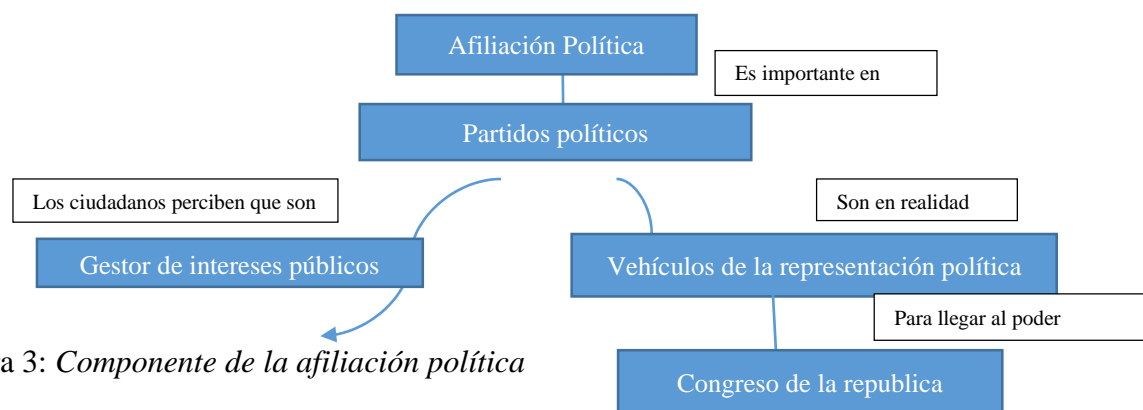 Afiliación Política
Es importante en
Partidos políticos
Los ciudadanos perciben que son
Son en realidad
Gestor de intereses públicos
Vehículos de la representación política
Para llegar al poder
a 3: Componente de la afiliación política
Congreso de la republica